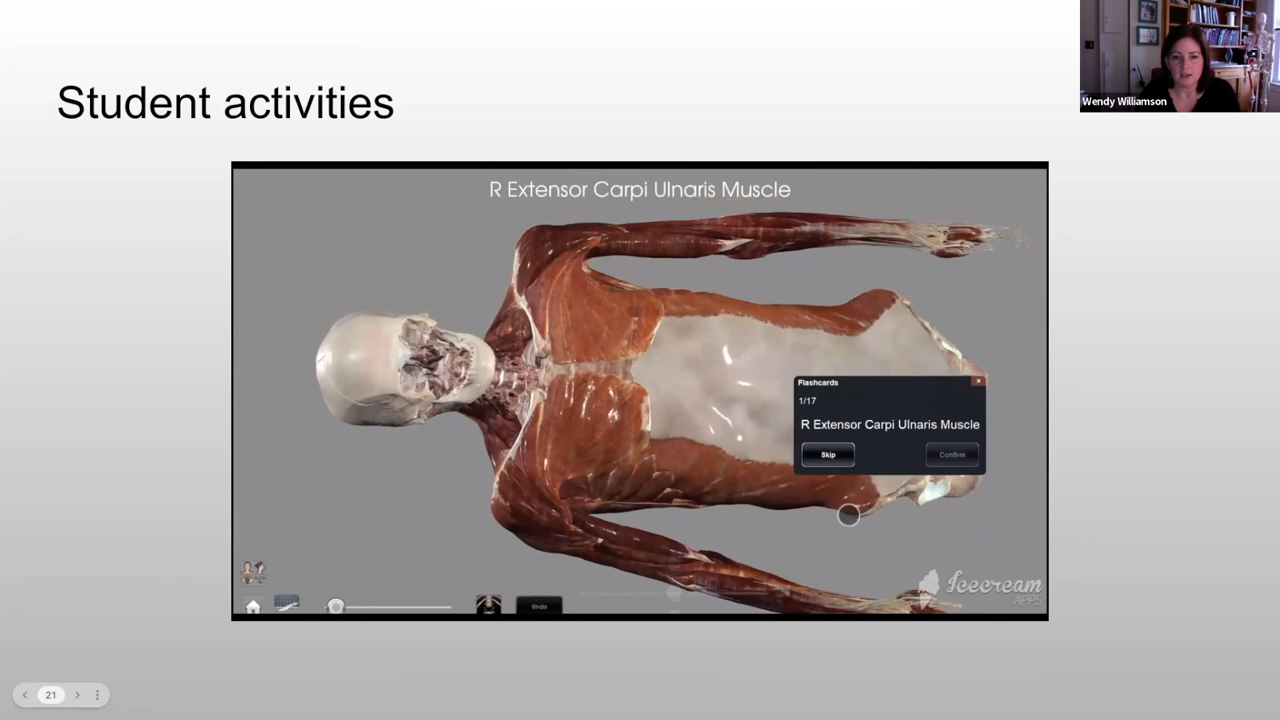 Student activities
Wendy Williamson
R Extensor Carpi Ulnaris Muscle
Flashcards
1/17
R Extensor Carpi Ulnaris Muscle
Skip
Confirm
Undo
Icecream
APPS
21